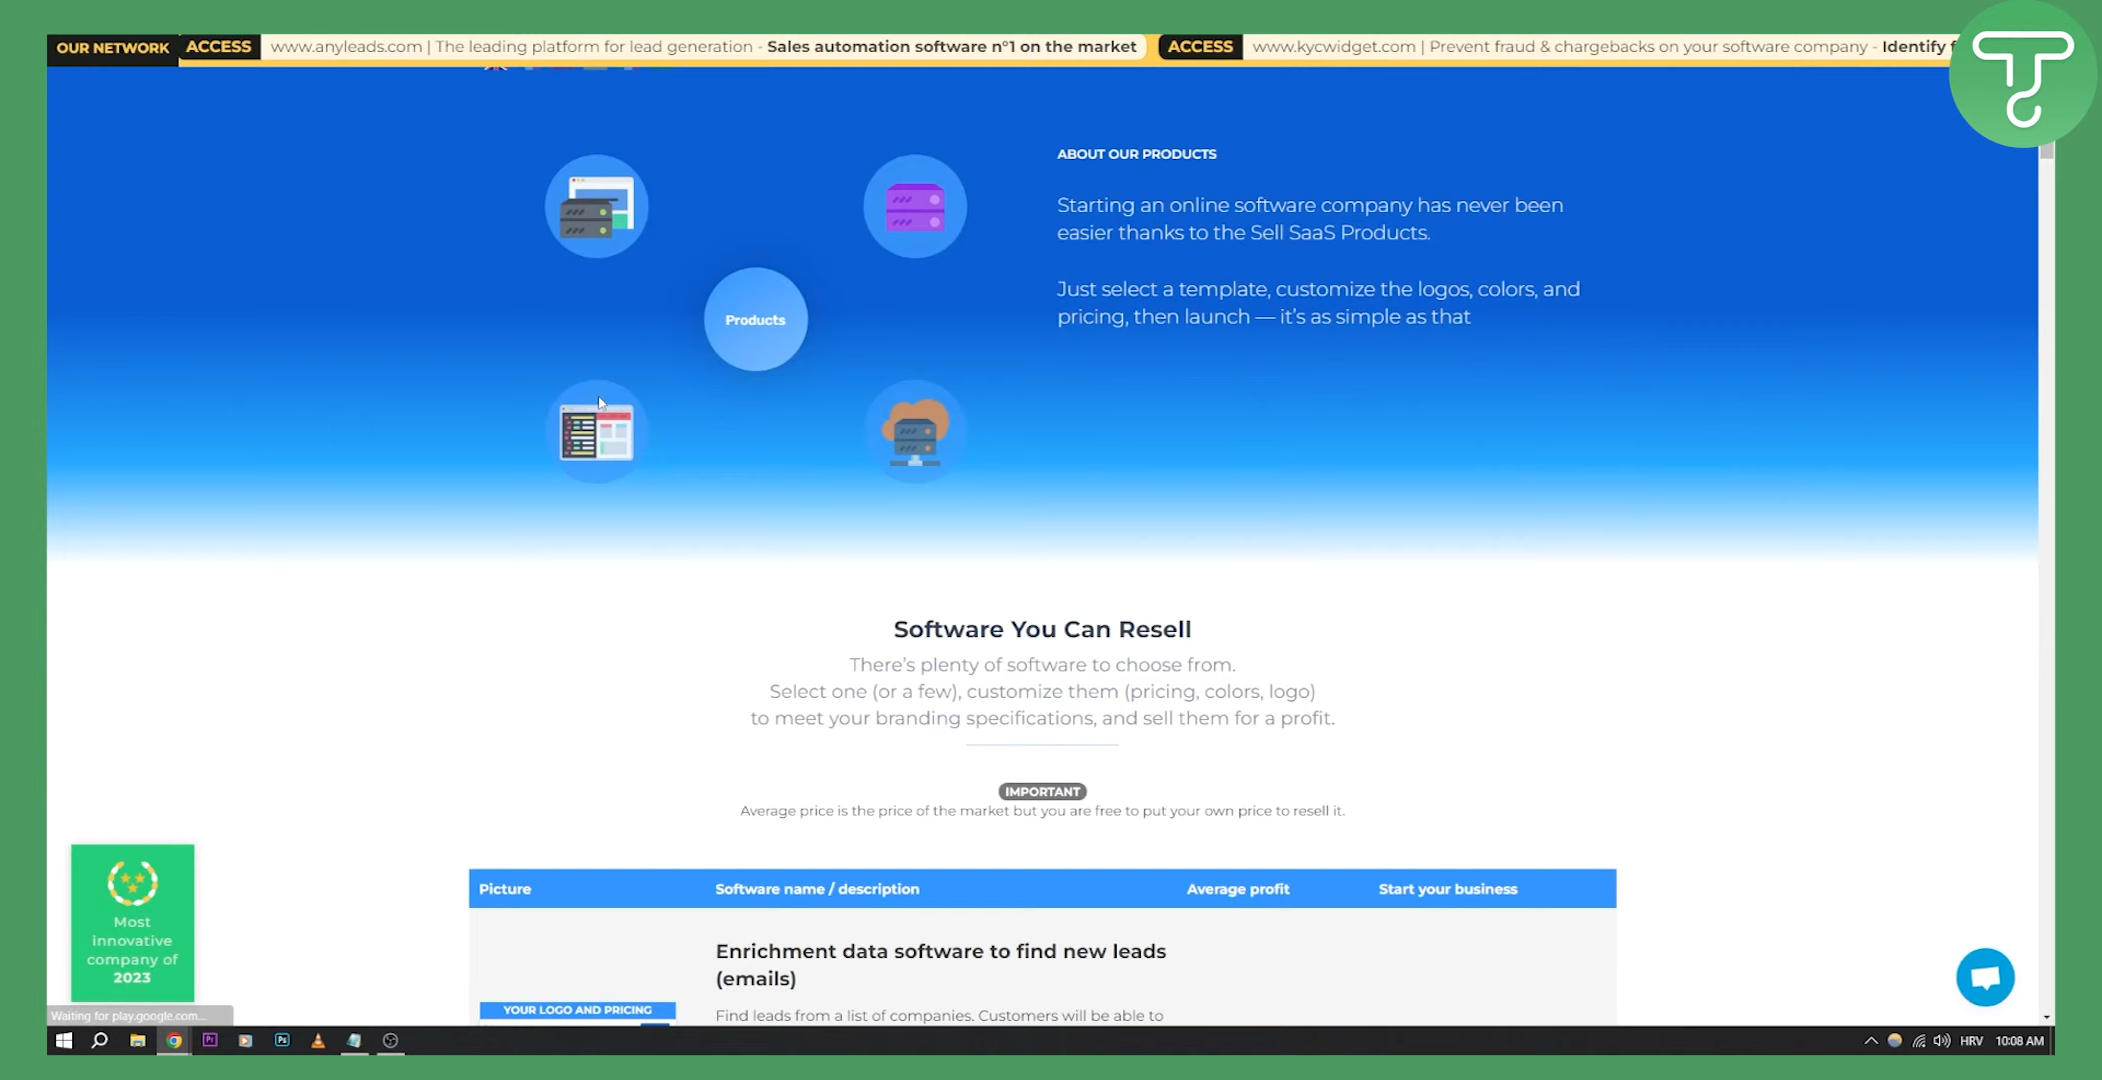 OUR NETWORK ACCESS www.anyleads.com | The leading platform for lead generation - Sales automation software n°1 on the market ACCESS www.kycwidget.com | Prevent fraud & chargebacks on your software company - Identify f
ABOUT OUR PRODUCTS
Starting an online software company has never been
easier thanks to the Sell SaaS Products.
Just select a template, customize the logos, colors, and
pricing, then launch — it's as simple as that
Products
Software You Can Resell
There's plenty of software to choose from.
Select one (or a few), customize them (pricing, colors, logo)
to meet your branding specifications, and sell them for a profit.
IMPORTANT
Average price is the price of the market but you are free to put your own price to resell it.
Picture Software name / description Average profit Start your business
Enrichment data software to find new leads
(emails)
YOUR LOGO AND PRICING
Find leads from a list of companies. Customers will be able to
Most
innovative
company of
2023
Waiting for play.google.com...
Pr Ps HRV 10:08 AM